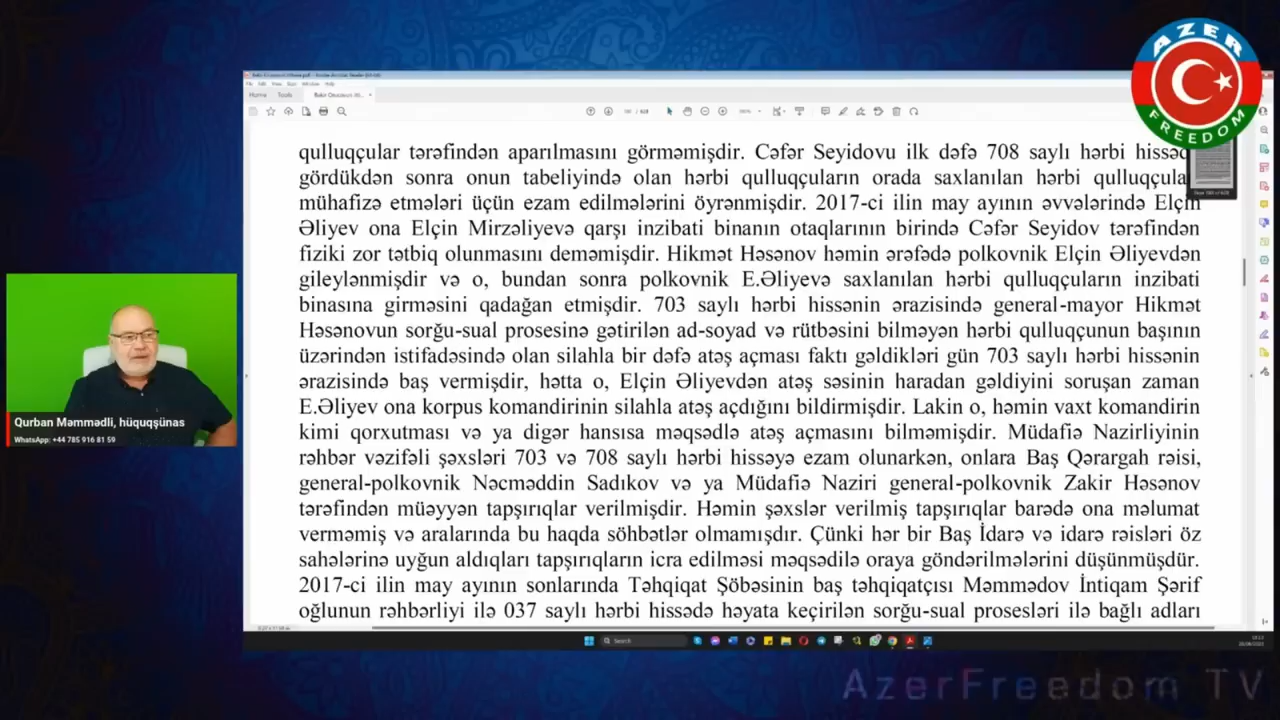 AZER
FREEDOM
Home Tools
qulluqçular tərəfindən aparılmasını görməmişdir. Cəfər Seyidovu ilk dəfə 708 saylı hərbi
gördükdən sonra onun tabeliyində olan hərbi qulluqçuların orada saxlanılan hərbi
mühafizə etmələri üçün ezam edilmələrini öyrənmişdir. 2017-ci ilin may ayının əvvələrində Elçin
Əliyev ona Elçin Mirzəliyevə qarşı inzibati binanın otaqlarının birində Cəfər Seyidov tərəfindən
fiziki zor tətbiq olunmasını deməmişdir. Hikmət Həsənov həmin ərəfədə polkovnik Elçin Əliyevdən
gileylənmişdir və o, bundan sonra polkovnik E.Əliyevə saxlanılan hərbi qulluqçuların inzibati
binasına girməsini qadağan etmişdir. 703 saylı hərbi hissənin ərazisində general-mayor Hikmət
Həsənovun sorğu-sual prosesinə gətirilən ad-soyad və rütbəsini bilməyən hərbi qulluqçunun başının
üzərindən istifadəsində olan silahla bir dəfə atəş açması faktı gəldikləri gün 703 saylı hərbi hissənin
ərazisində baş vermişdir, hətta o, Elçin Əliyevdən atəş səsinin haradan gəldiyini soruşan zaman
E.Əliyev ona korpus komandirinin silahla atəş açdığını bildirmişdir. Lakin o, həmin vaxt komandirin
kimi qorxutması və ya digər hansısa məqsədlə atəş açmasını bilməmişdir. Müdafiə Nazirliyinin
rəhbər vəzifəli şəxsləri 703 və 708 saylı hərbi hissəyə ezam olunarkən, onlara Baş Qərargah rəisi,
general-polkovnik Nəcməddin Sadıkov və ya Müdafiə Naziri general-polkovnik Zakir Həsənov
tərəfindən müəyyən tapşırıqlar verilmişdir. Həmin şəxslər verilmiş tapşırıqlar barədə ona məlumat
verməmiş və aralarında bu haqda söhbətlər olmamışdır. Çünki hər bir Baş İdarə və idarə rəisləri öz
sahələrinə uyğun aldıqları tapşırıqların icra edilməsi məqsədilə oraya göndərilmələrini düşünmüşdür.
2017-ci ilin may ayının sonlarında Təhqiqat Şöbəsinin baş təhqiqatçısı Məmmədov İntiqam Şərif
oğlunun rəhbərliyi ilə 037 saylı hərbi hissədə həyata keçirilən sorğu-sual prosesləri ilə bağlı adları
Qurban Məmmədli, hüquqşünas
WhatsApp: +44 785 916 81 59
Search
AzerFreedom TV